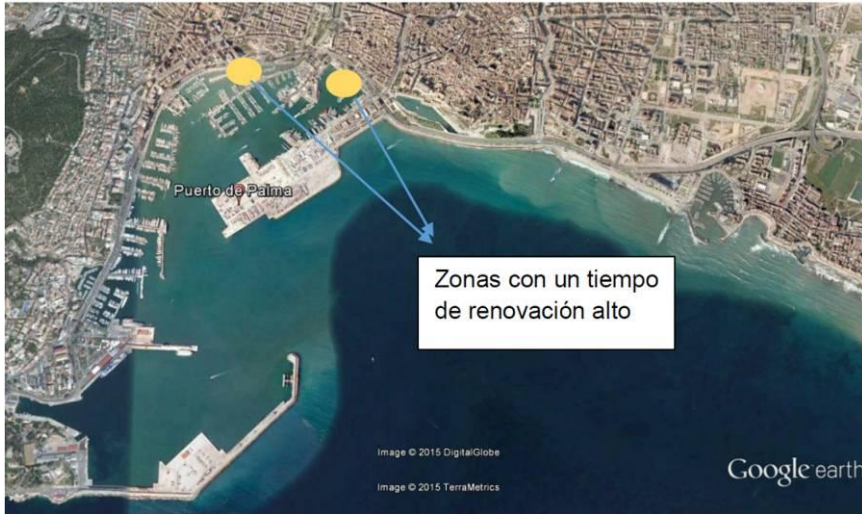 Puerto de Palma
Zonas con un tiempo
de renovación alto
Image © 2015 DigitalGlobe
Image © 2015 TerraMetrics
Google earth